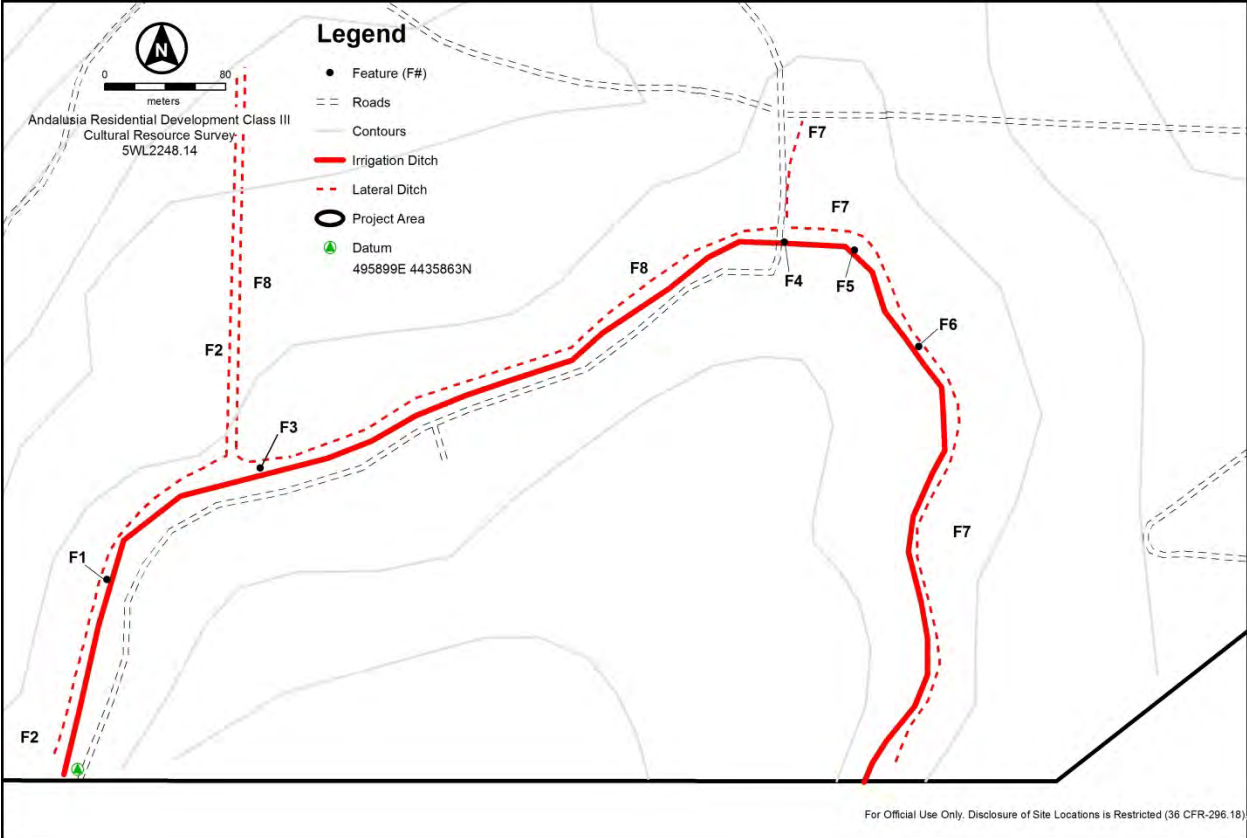 N
0 80
meters
Andalusia Residential Development Class III
Cultural Resource Survey
5WL2248.14
Legend
Feature (F#)
Roads
Contours
Irrigation Ditch
Lateral Ditch
Project Area
Datum
495899E 4435863N
F7
F7
F8
F8
F4
F5
F6
F2
F3
F7
F1
F2
For Official Use Only. Disclosure of Site Locations is Restricted (36 CFR-296.18)